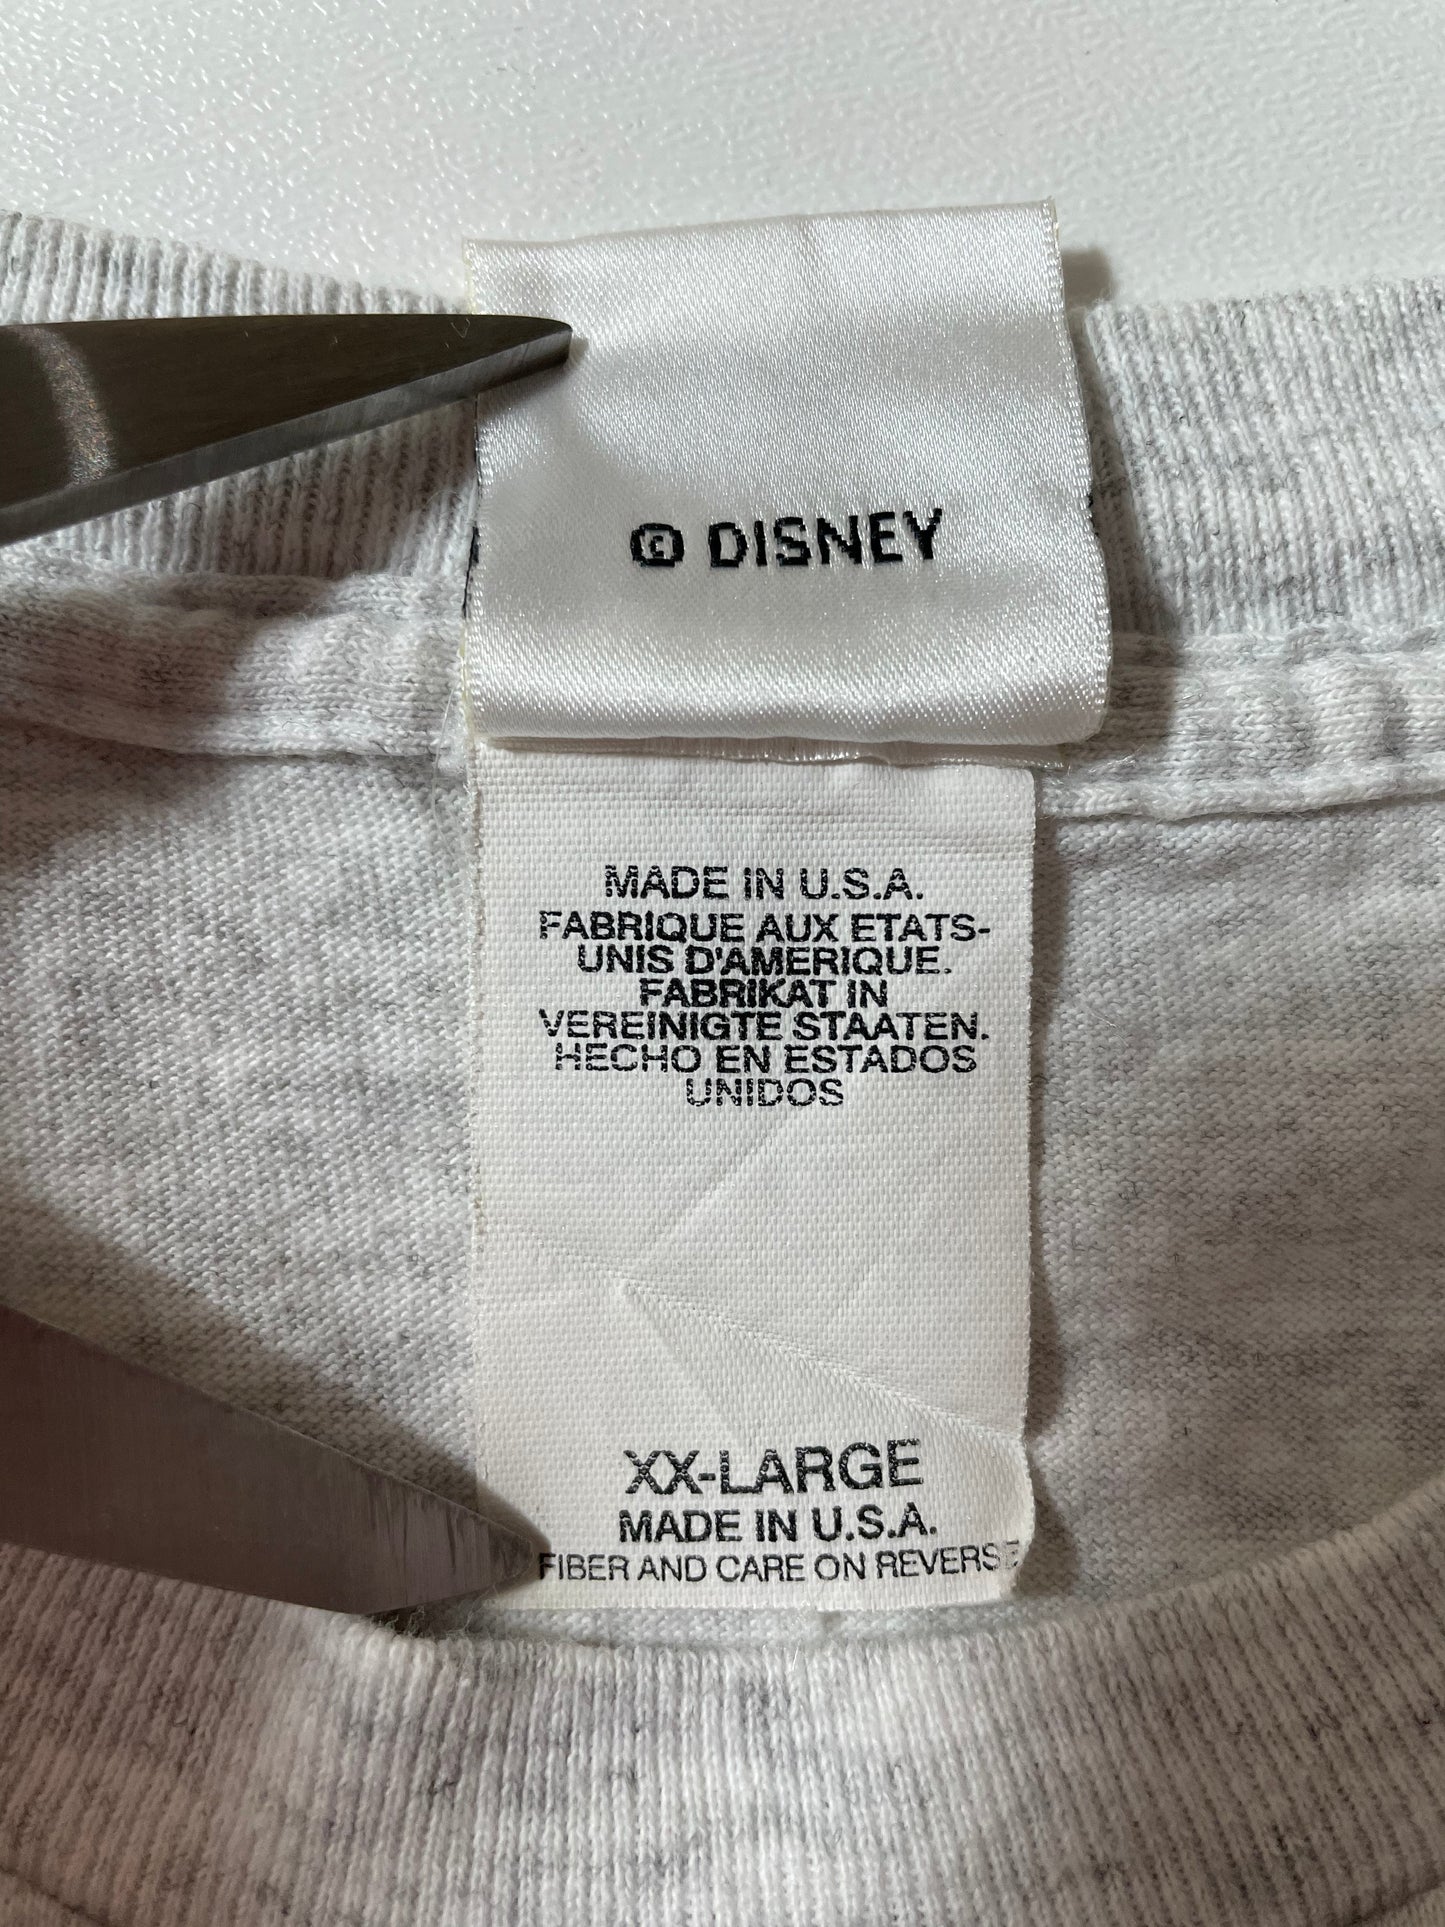 © DISNEY
MADE IN U.S.A.
FABRIQUE AUX ETATS-
UNIS D'AMERIQUE.
FABRIKAT IN
VEREINIGTE STAATEN.
HECHO EN ESTADOS
UNIDOS
XX-LARGE
MADE IN U.S.A.
FIBER AND CARE ON REVERSE